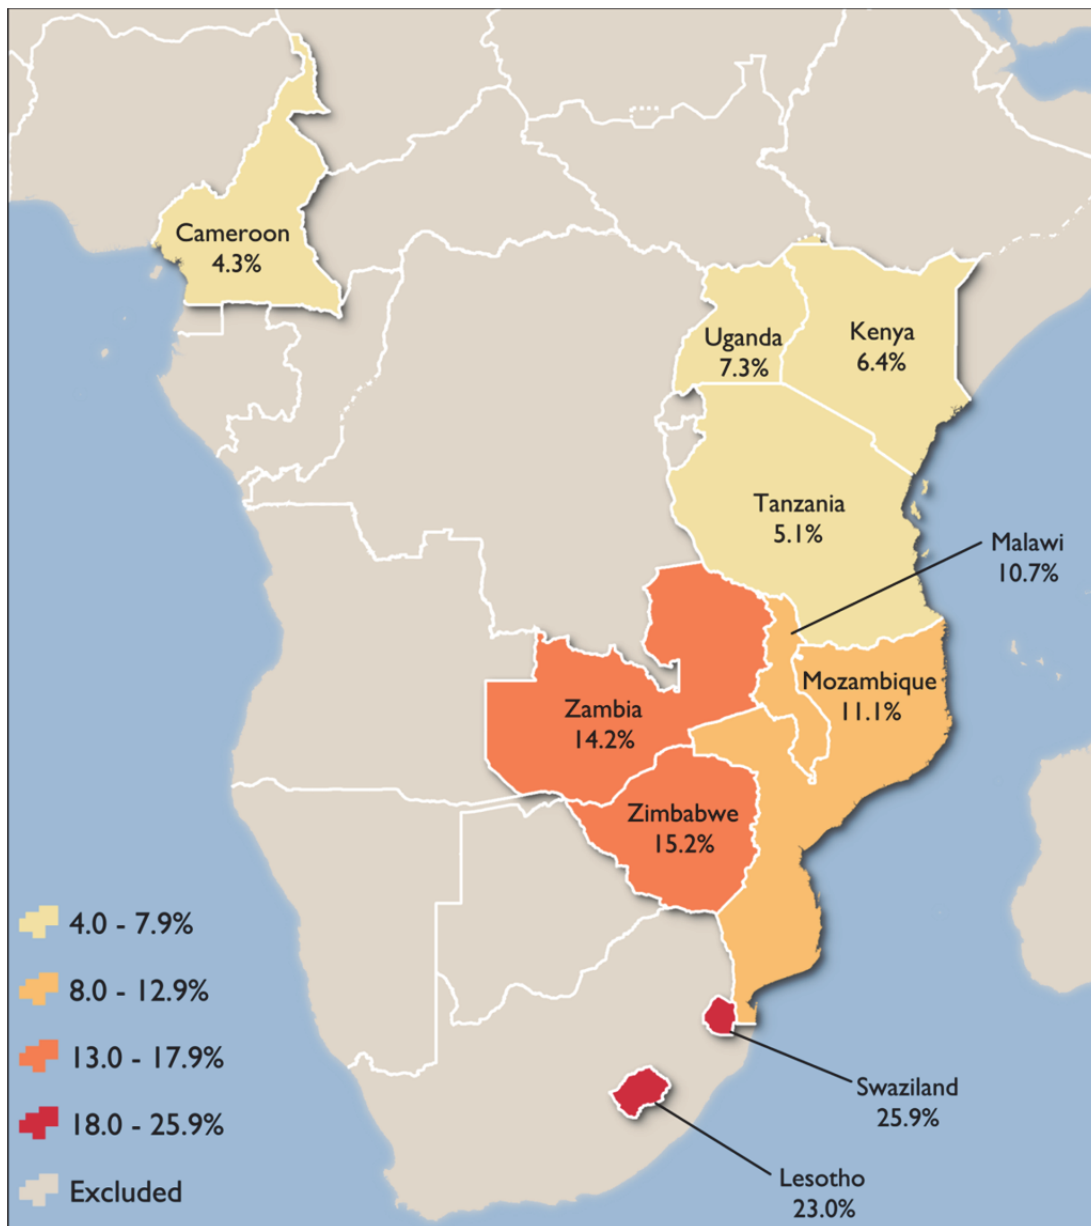 Cameroon
4.3%
Uganda
7.3%
Kenya
6.4%
Tanzania
5.1%
Malawi
10.7%
Mozambique
11.1%
Zambia
14.2%
Zimbabwe
15.2%
4.0 - 7.9%
8.0 - 12.9%
13.0 - 17.9%
18.0 - 25.9%
Excluded
Swaziland
25.9%
Lesotho
23.0%